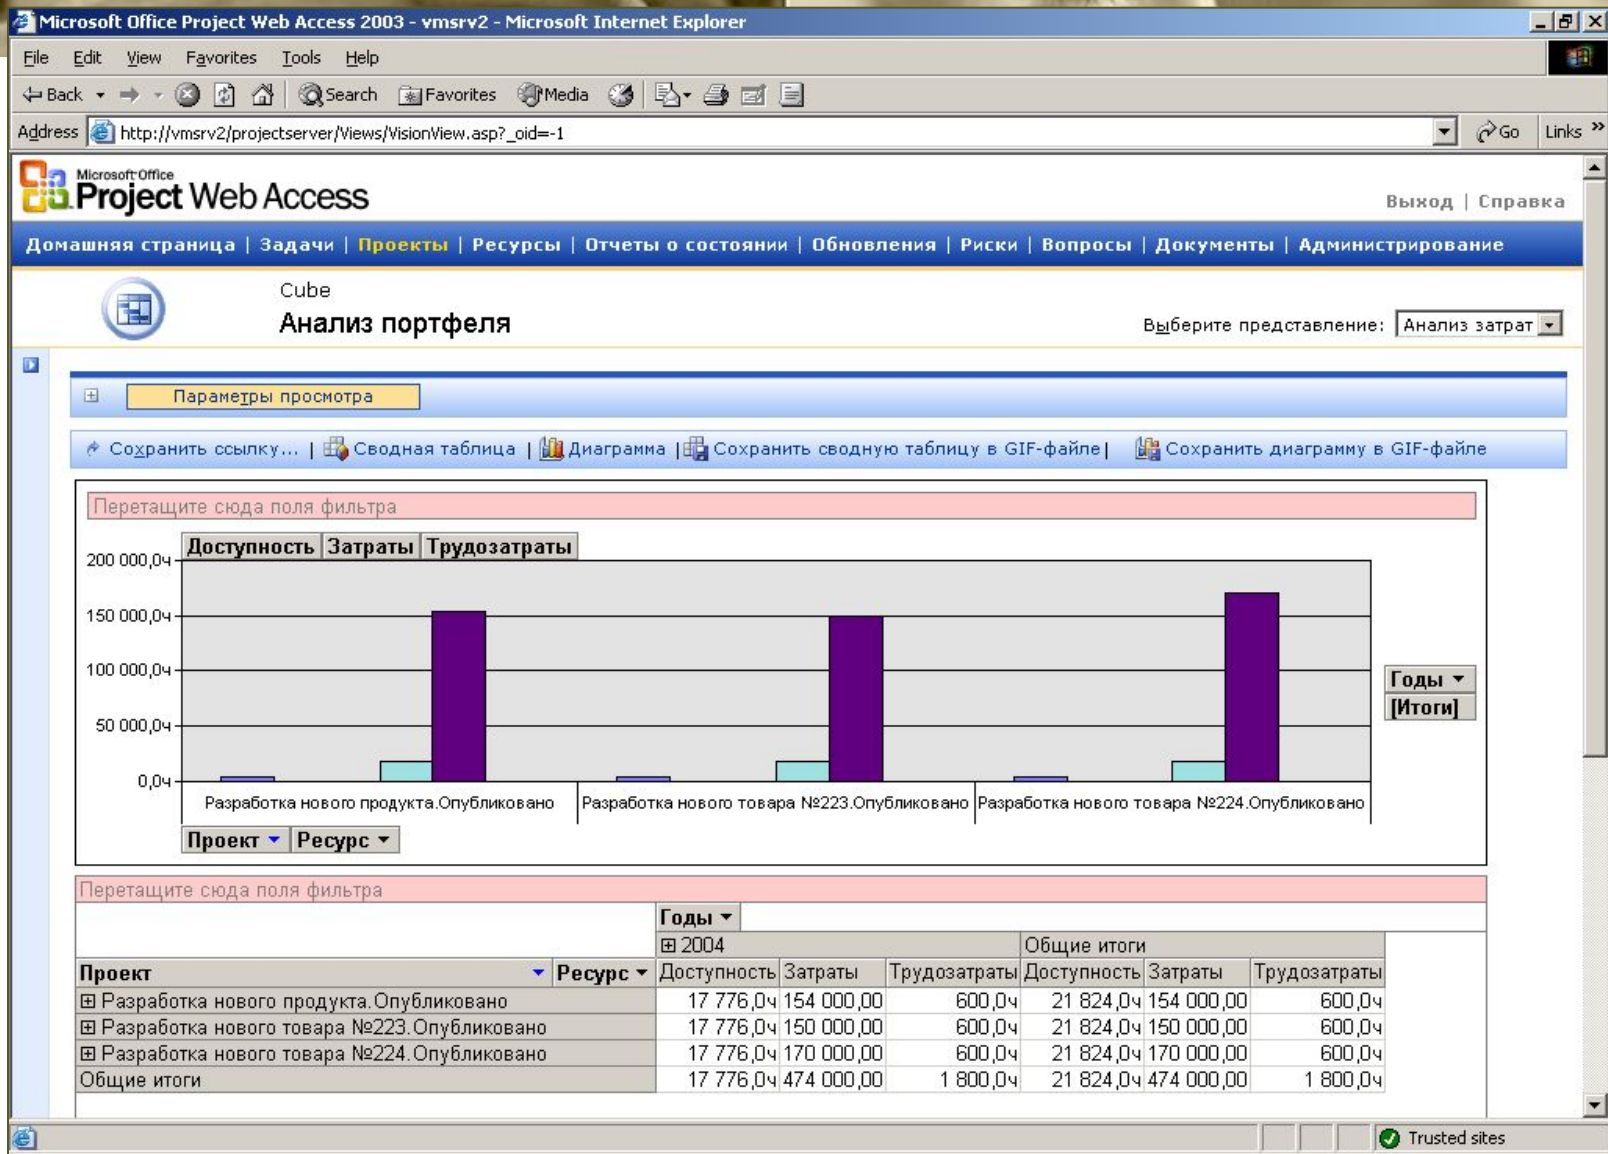 Microsoft Office Project Web Access 2003 - vmsrv2 - Microsoft Internet Explorer
File Edit View Favorites Tools Help
Back Search Favorites Media
Address http://vmsrv2/projectserver/Views/VisionView.asp?_oid=-1 Go Links »
Microsoft Office
Project Web Access
Выход | Справка
Домашняя страница | Задачи | Проекты | Ресурсы | Отчеты о состоянии | Обновления | Риски | Вопросы | Документы | Администрирование
Cube
Анализ портфеля
Выберите представление: Анализ затрат
Параметры просмотра
Сохранить ссылку... | Сводная таблица | Диаграмма | Сохранить сводную таблицу в GIF-файле | Сохранить диаграмму в GIF-файле
Перетащите сюда поля фильтра
Доступность Затраты Трудозатраты
200 000,0ч
150 000,0ч
100 000,0ч
50 000,0ч
0,0ч
Годы
[Итоги]
Разработка нового продукта.Опубликовано Разработка нового товара №223.Опубликовано Разработка нового товара №224.Опубликовано
Проект Ресурс
Перетащите сюда поля фильтра
Годы
2004 Общие итоги
Проект Ресурс Доступность Затраты Трудозатраты Доступность Затраты Трудозатраты
Разработка нового продукта.Опубликовано 17 776,0ч 154 000,00 600,0ч 21 824,0ч 154 000,00 600,0ч
Разработка нового товара №223.Опубликовано 17 776,0ч 150 000,00 600,0ч 21 824,0ч 150 000,00 600,0ч
Разработка нового товара №224.Опубликовано 17 776,0ч 170 000,00 600,0ч 21 824,0ч 170 000,00 600,0ч
Общие итоги 17 776,0ч 474 000,00 1 800,0ч 21 824,0ч 474 000,00 1 800,0ч
Trusted sites